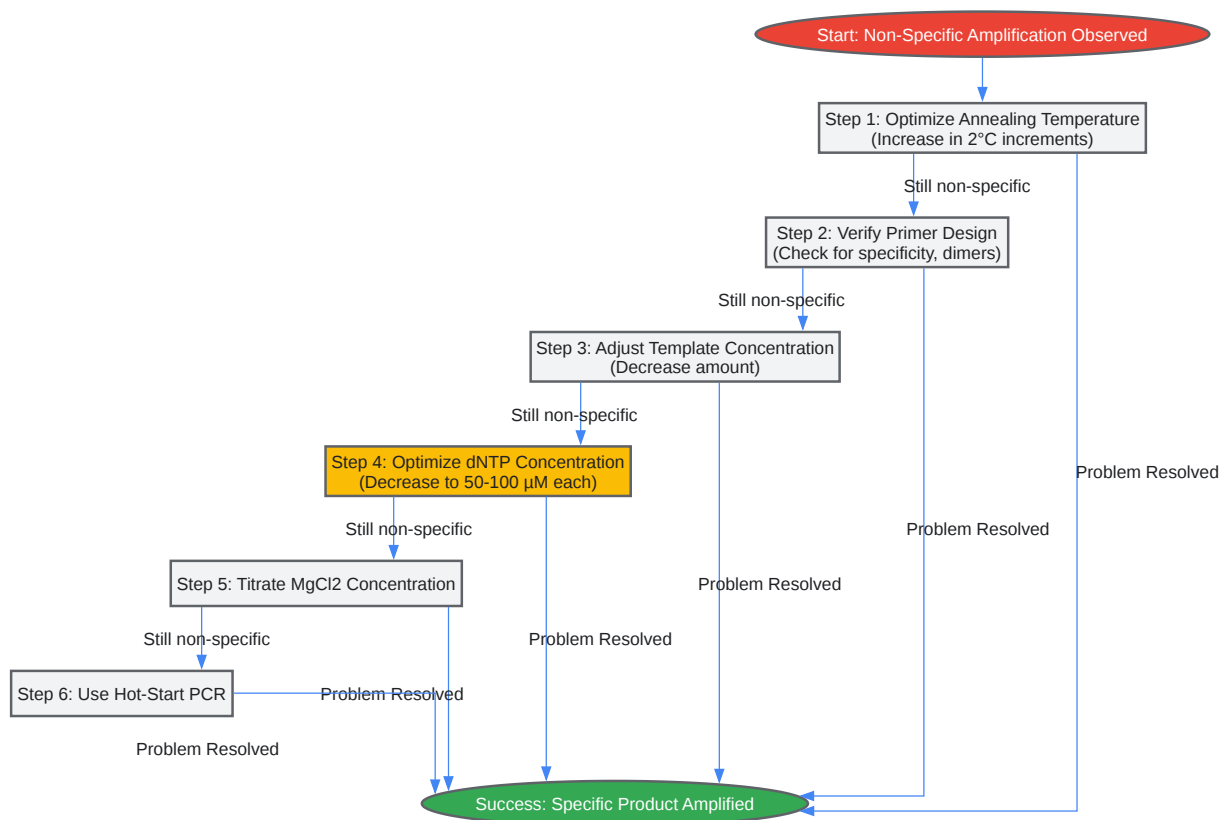 Start: Non-Specific Amplification Observed
Step 1: Optimize Annealing Temperature
(Increase in 2°C increments)
Still non-specific
Step 2: Verify Primer Design
(Check for specificity, dimers)
Still non-specific
Step 3: Adjust Template Concentration
(Decrease amount)
Still non-specific
Step 4: Optimize dNTP Concentration
(Decrease to 50-100 µM each)
Problem Resolved
Still non-specific
Problem Resolved
Step 5: Titrate MgCl2 Concentration
Problem Resolved
Still non-specific
Problem Resolved
Step 6: Use Hot-Start PCR
Problem Resolved
Problem Resolved
Success: Specific Product Amplified